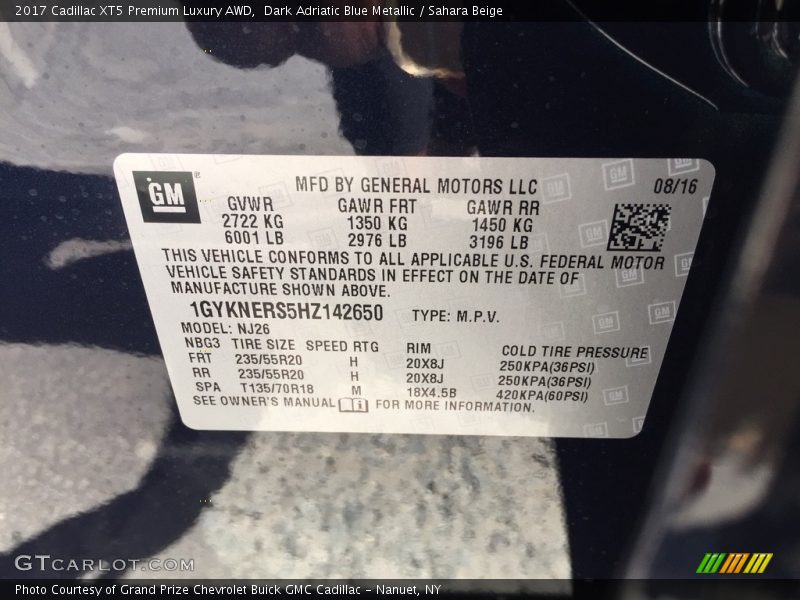 2017 Cadillac XT5 Premium Luxury AWD, Dark Adriatic Blue Metallic / Sahara Beige
GM ®
MFD BY GENERAL MOTORS LLC 08/16
GVWR GAWR FRT GAWR RR
2722 KG 1350 KG 1450 KG
6001 LB 2976 LB 3196 LB
THIS VEHICLE CONFORMS TO ALL APPLICABLE U.S. FEDERAL MOTOR
VEHICLE SAFETY STANDARDS IN EFFECT ON THE DATE OF
MANUFACTURE SHOWN ABOVE.
1GYKNERS5HZ142650 TYPE: M.P.V.
MODEL: NJ26
NBG3 TIRE SIZE SPEED RTG RIM COLD TIRE PRESSURE
FRT 235/55R20 H 20X8J 250KPA(36PSI)
RR 235/55R20 H 20X8J 250KPA(36PSI)
SPA T135/70R18 M 18X4.5B 420KPA(60PSI)
SEE OWNER'S MANUAL FOR MORE INFORMATION.
GTCARLOT.COM
Photo Courtesy of Grand Prize Chevrolet Buick GMC Cadillac - Nanuet, NY